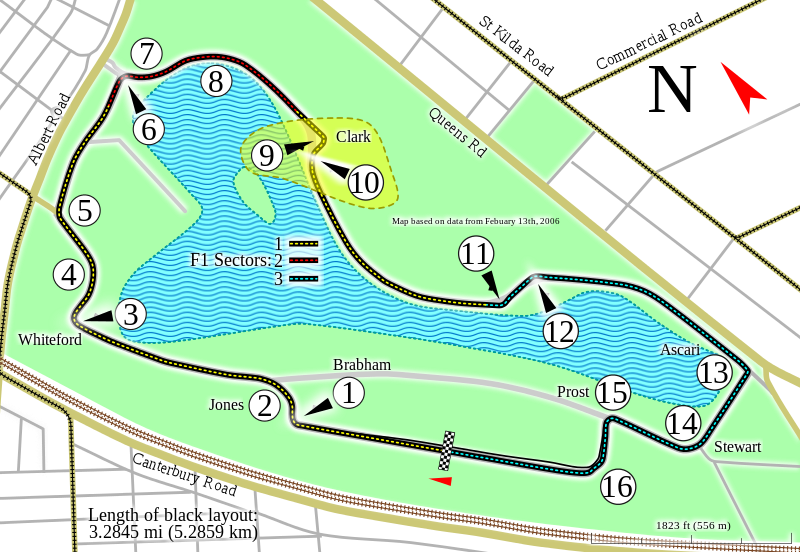 St Kilda Road
Commercial Road
N
7
8
Albert Road
6
Queens Rd
Clark
9
10
5
Map based on data from Febuary 13th, 2006
1
F1 Sectors: 2
3
11
4
3
12
Whiteford
Ascari
Brabham
13
Prost 15
1
Jones 2
14
Stewart
16
Canterbury Road
Length of black layout:
3.2845 mi (5.2859 km)
1823 ft (556 m)